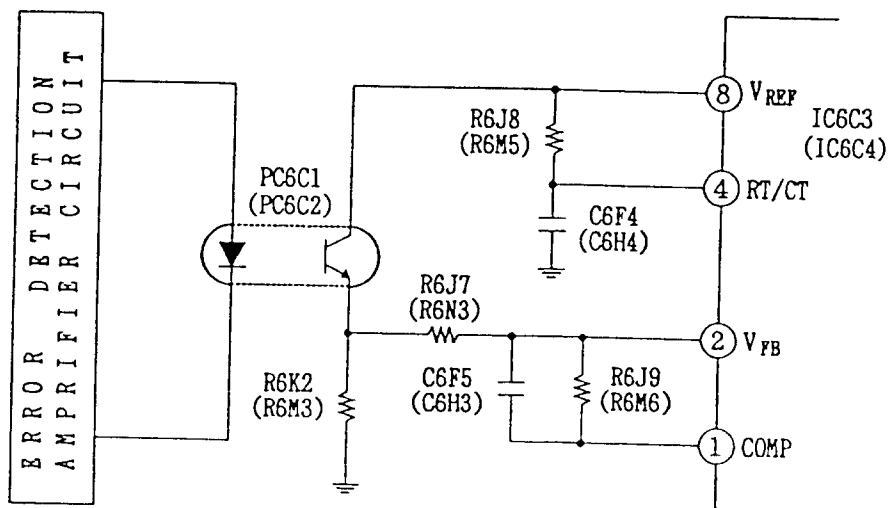 ERROR DETECTION
AMPRIFIER CIRCUIT
PC6C1
(PC6C2)
R6J8
(R6M5)
C6F4
(C6H4)
8 VREF
IC6C3
(IC6C4)
4 RT/CT
R6J7
(R6N3)
2 VFB
R6K2
(R6M3)
C6F5
(C6H3)
R6J9
(R6M6)
1 COMP